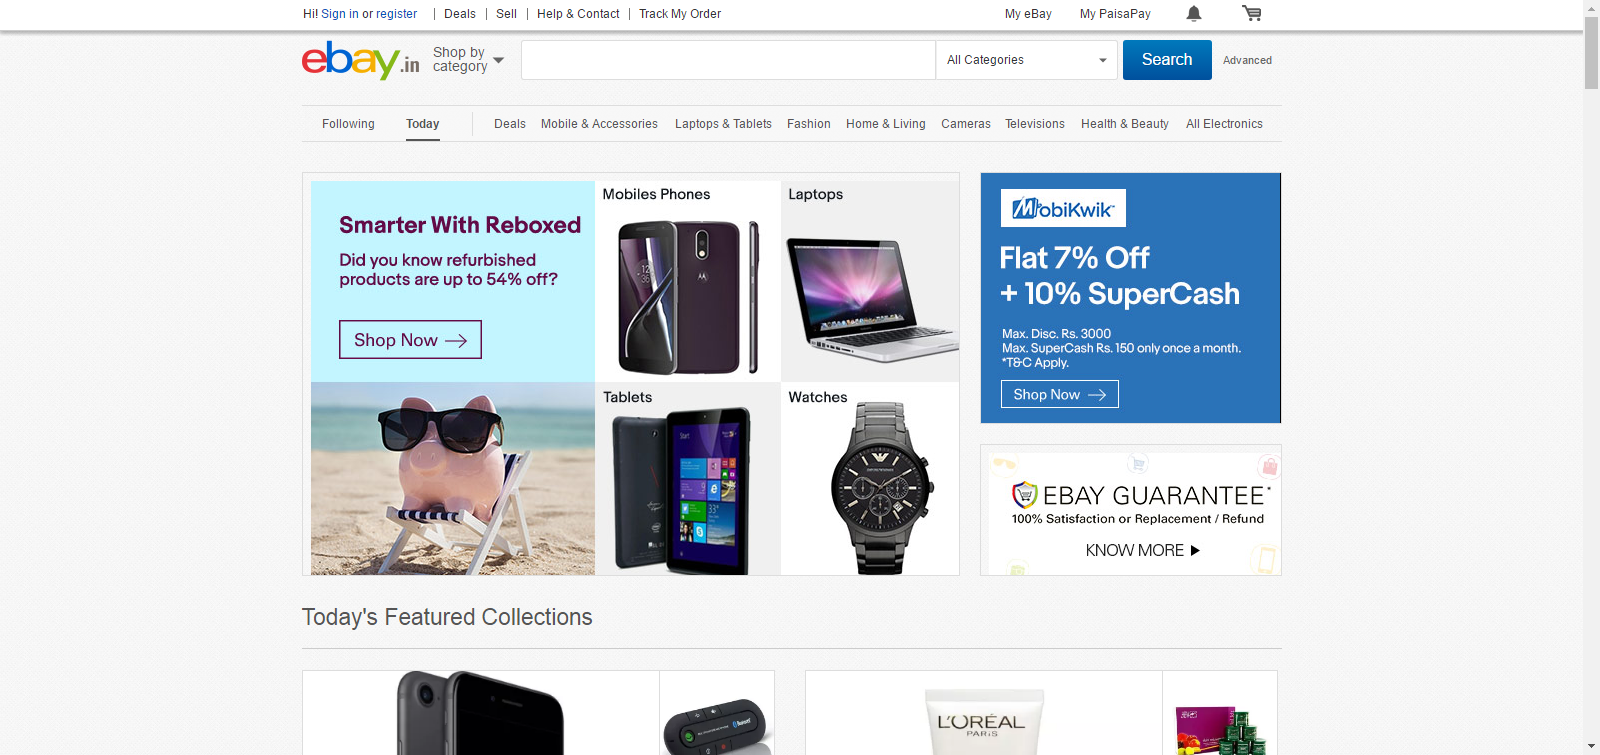 Hi! Sign in or register | Deals | Sell | Help & Contact | Track My Order
My eBay My PaisaPay
ebay.in
Shop by
category
All Categories
Search
Advanced
Following Today Deals Mobile & Accessories Laptops & Tablets Fashion Home & Living Cameras Televisions Health & Beauty All Electronics
Smarter With Reboxed
Did you know refurbished
products are up to 54% off?
Shop Now
Mobiles Phones
Laptops
Tablets
Start
Watches
MobiKwik
Flat 7% Off
+ 10% SuperCash
Max. Disc. Rs. 3000
Max. SuperCash Rs. 150 only once a month.
*T&C Apply.
Shop Now
EBAY GUARANTEE*
100% Satisfaction or Replacement / Refund
KNOW MORE
Today's Featured Collections
Bluetooth
L'ORÉAL
PARIS